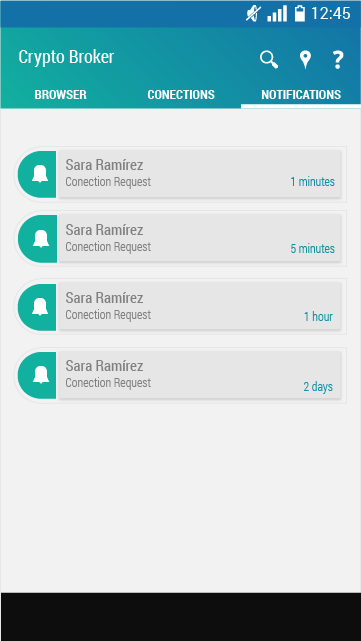 12:45
Crypto Broker
?
BROWSER CONECTIONS NOTIFICATIONS
Sara Ramírez
Conection Request
1 minutes
Sara Ramírez
Conection Request
5 minutes
Sara Ramírez
Conection Request
1 hour
Sara Ramírez
Conection Request
2 days